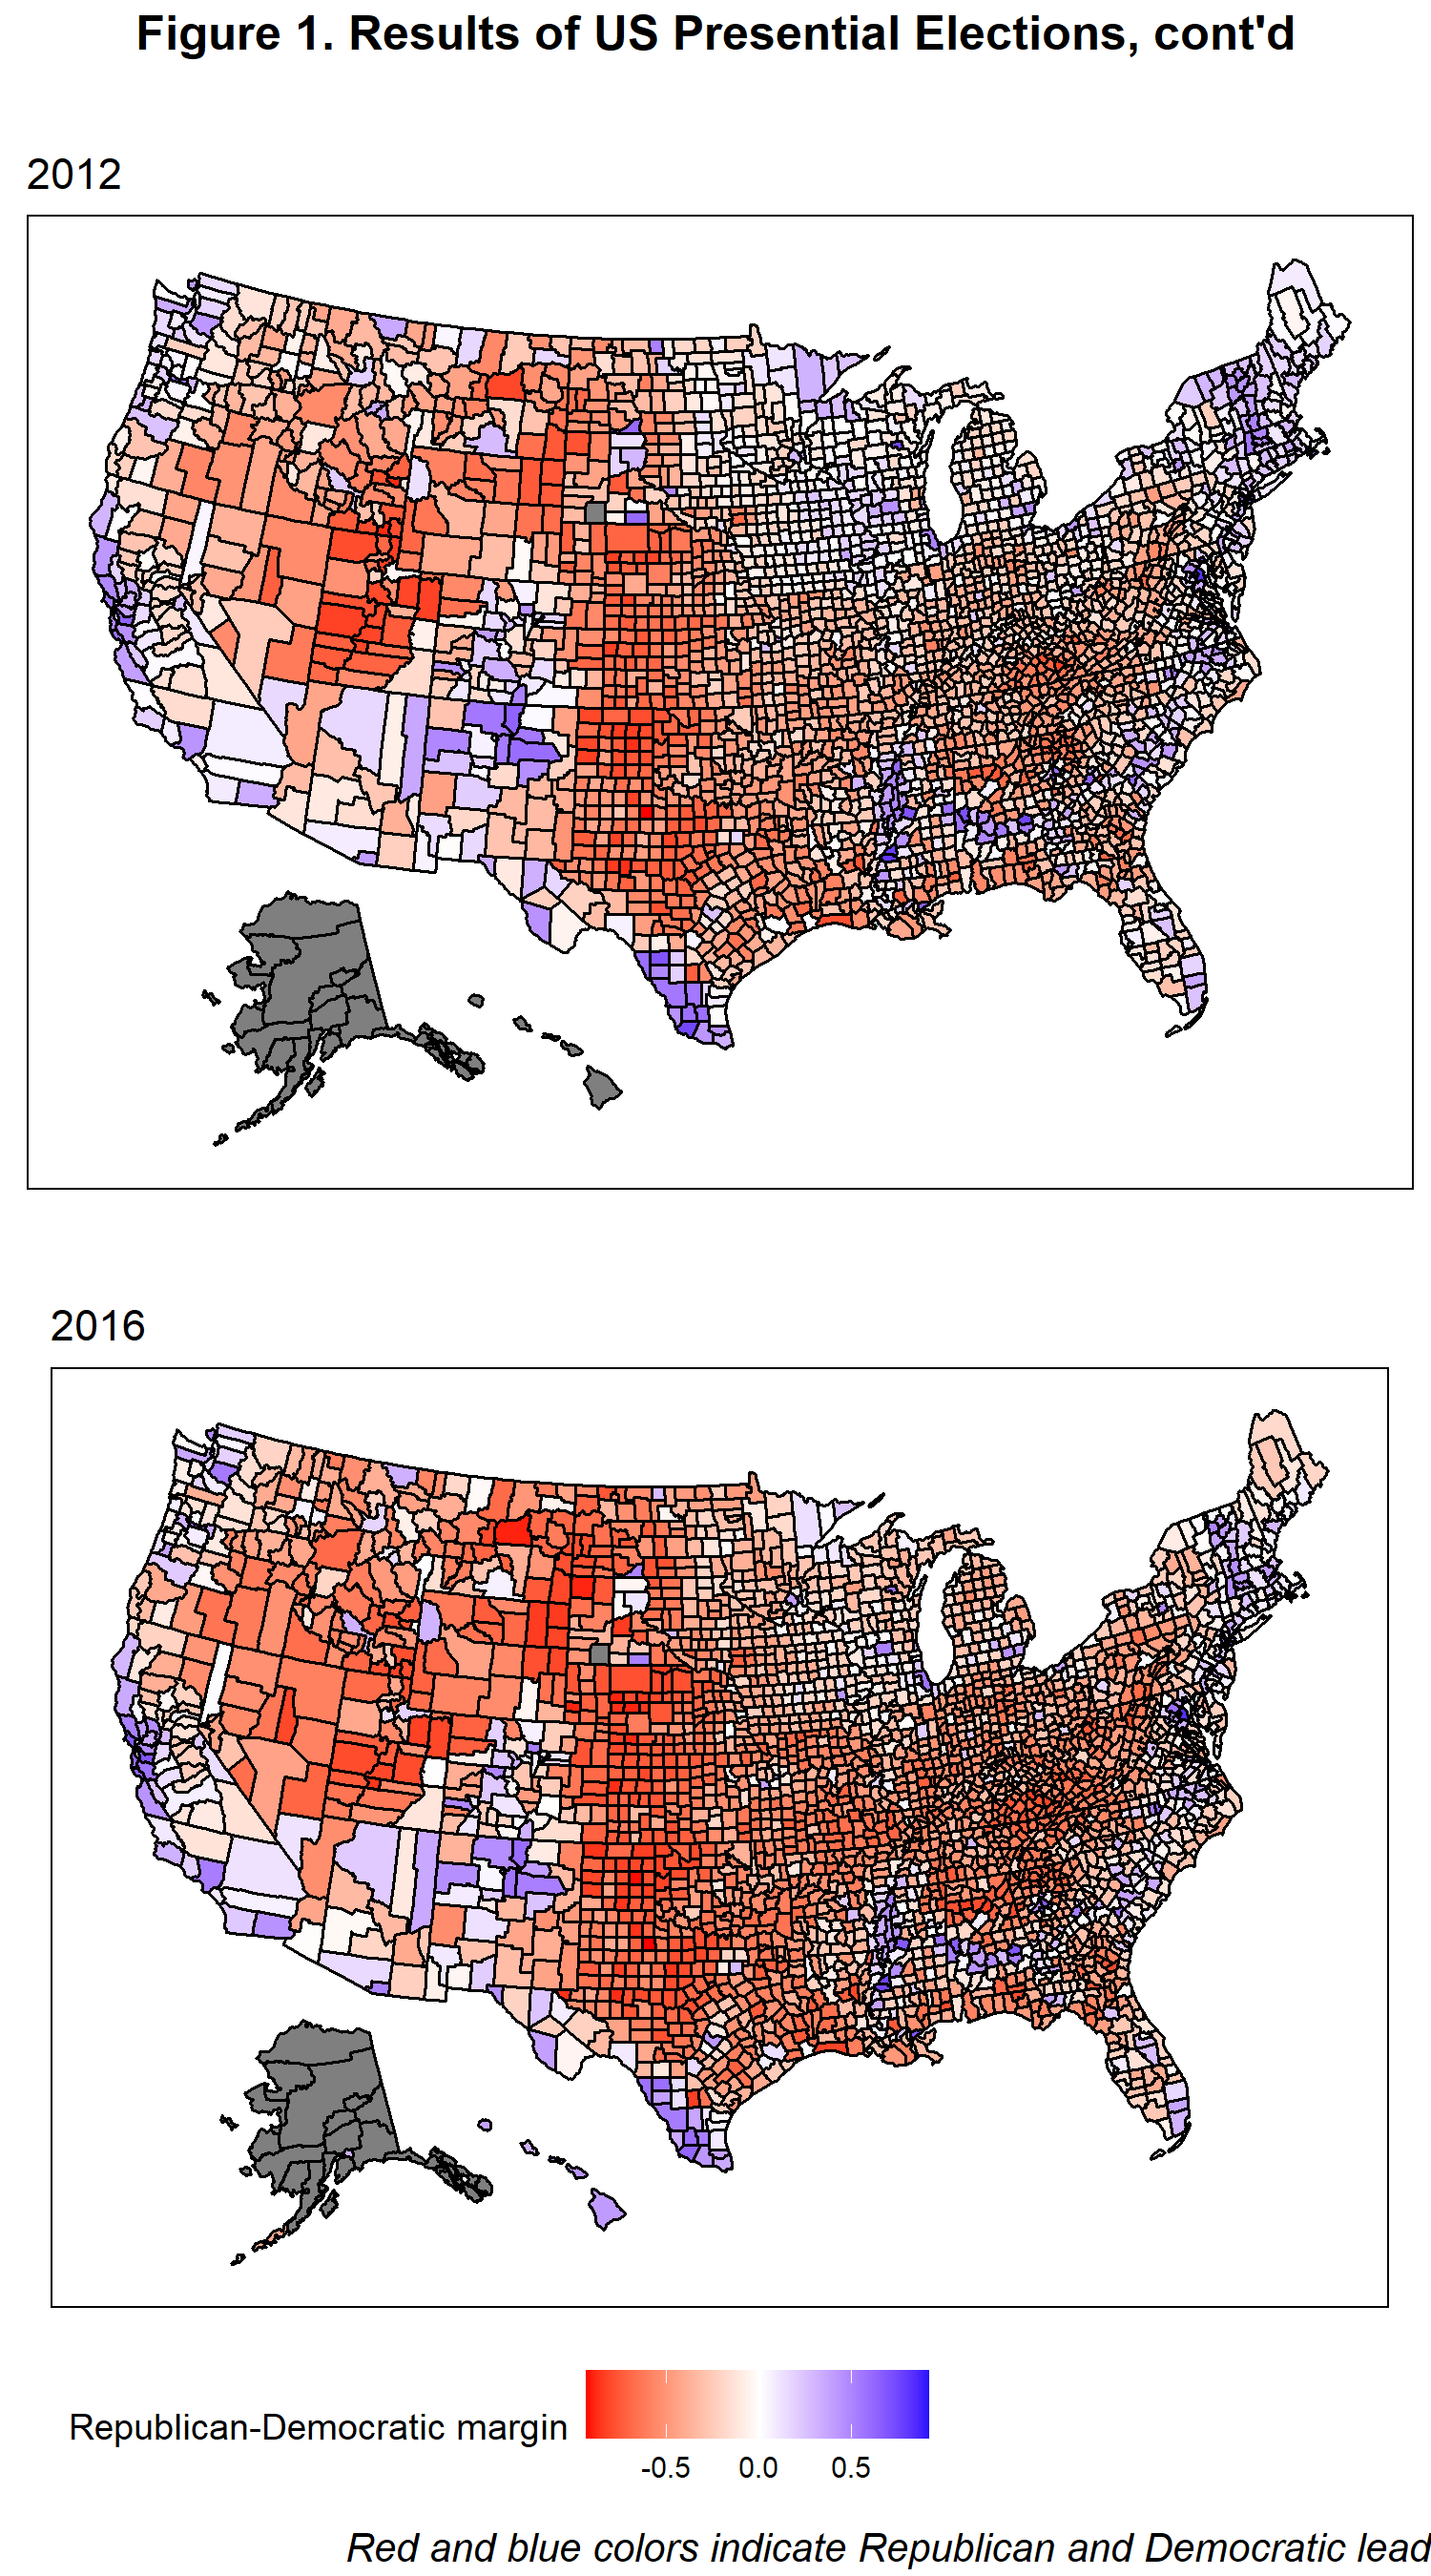 Figure 1. Results of US Presential Elections, cont'd
2012
2016
Republican-Democratic margin
-0.5 0.0 0.5
Red and blue colors indicate Republican and Democratic lead